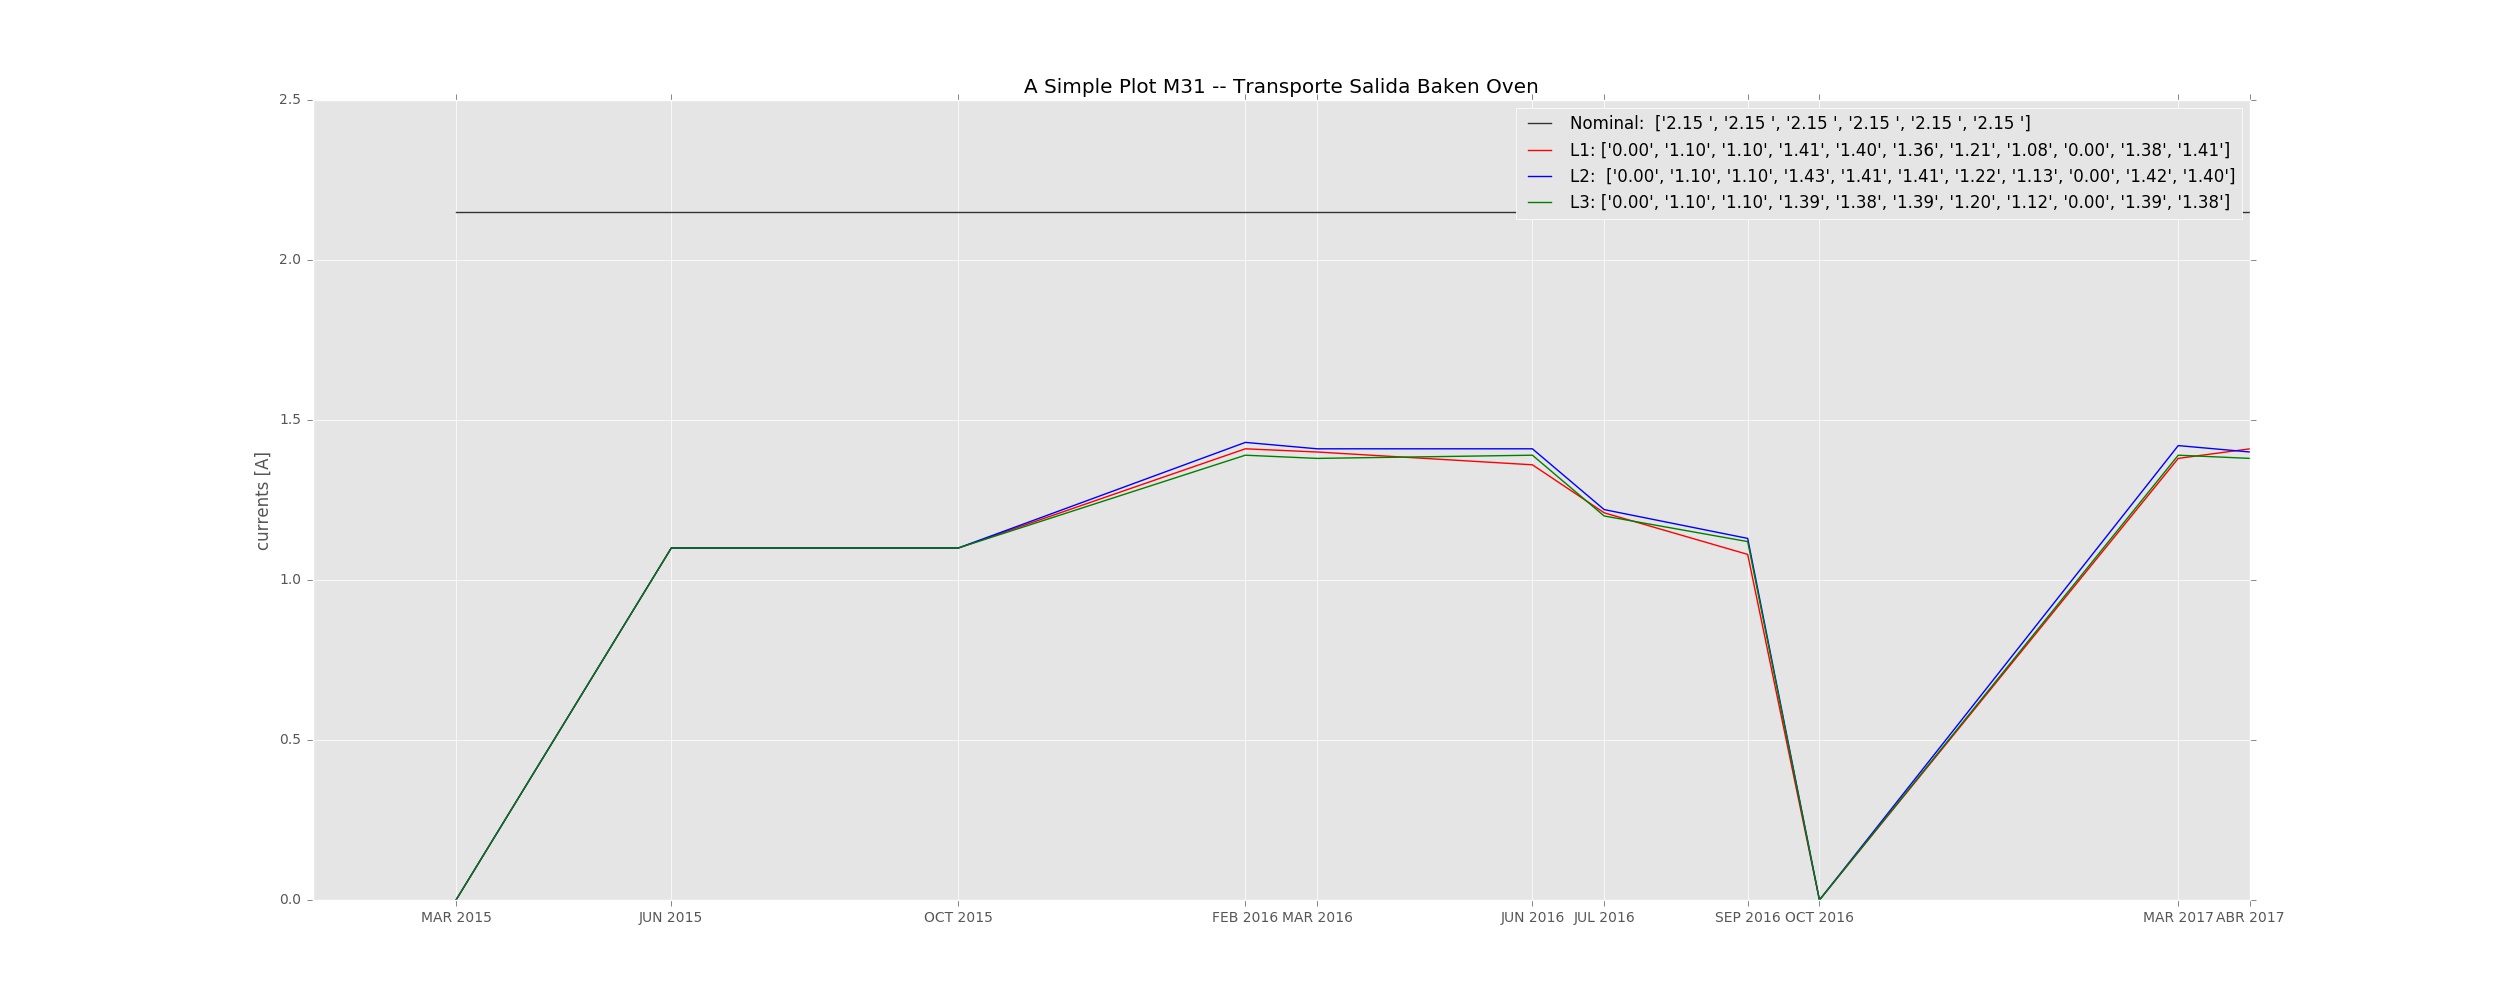 A Simple Plot M31 -- Transporte Salida Baken Oven
Nominal:  ['2.15 ', '2.15 ', '2.15 ', '2.15 ', '2.15 ', '2.15 ']
L1: ['0.00', '1.10', '1.10', '1.41', '1.40', '1.36', '1.21', '1.08', '0.00', '1.38', '1.41']
L2:  ['0.00', '1.10', '1.10', '1.43', '1.41', '1.41', '1.22', '1.13', '0.00', '1.42', '1.40']
L3: ['0.00', '1.10', '1.10', '1.39', '1.38', '1.39', '1.20', '1.12', '0.00', '1.39', '1.38']
currents [A]
2.5
2.0
1.5
1.0
0.5
0.0
MAR 2015 JUN 2015 OCT 2015 FEB 2016 MAR 2016 JUN 2016 JUL 2016 SEP 2016 OCT 2016 MAR 2017 ABR 2017